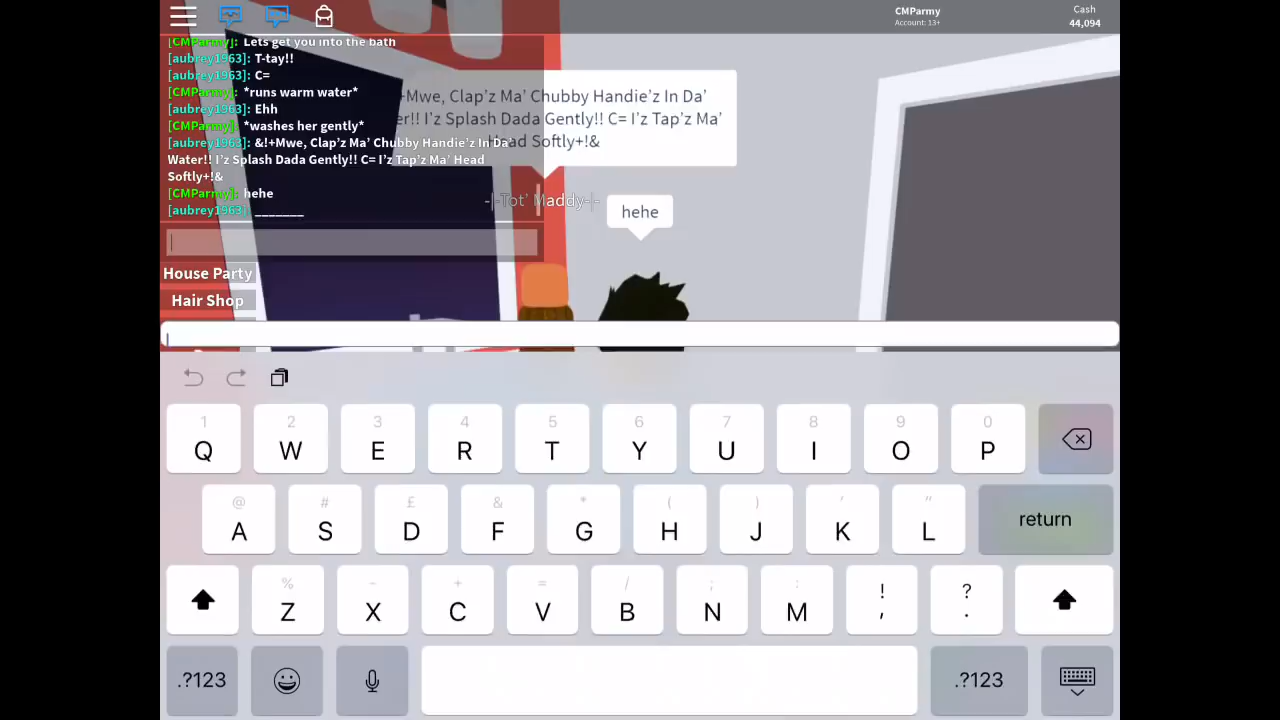 CMPArmy
Account: 13+
Cash
44,094
[CMPArmy]: Lets get you into the bath
[aubrey1963]: T-tay!!
[aubrey1963]: C=
[CMPArmy]: *runs warm water*
[aubrey1963]: Ehh
[CMPArmy]: *washes her gently*
[aubrey1963]: &!+Mwe, Clap'z Ma' Chubby Handie'z In Da'
Water!! I'z Splash Dada Gently!! C= I'z Tap'z Ma' Head
Softly+!&
[CMPArmy]: hehe
[aubrey1963]: _______
+Mwe, Clap'z Ma' Chubby Handie'z In Da'
er!! I'z Splash Dada Gently!! C= I'z Tap'z Ma'
Head Softly+!&
-|-Tot' Maddy-|-
hehe
House Party
Hair Shop
1 2 3 4 5 6 7 8 9 0
Q W E R T Y U I O P
@ # £ & * ( ) ' "
A S D F G H J K L return
% - + = / ; : ! ?
Z X C V B N M , .
.?123 .?123